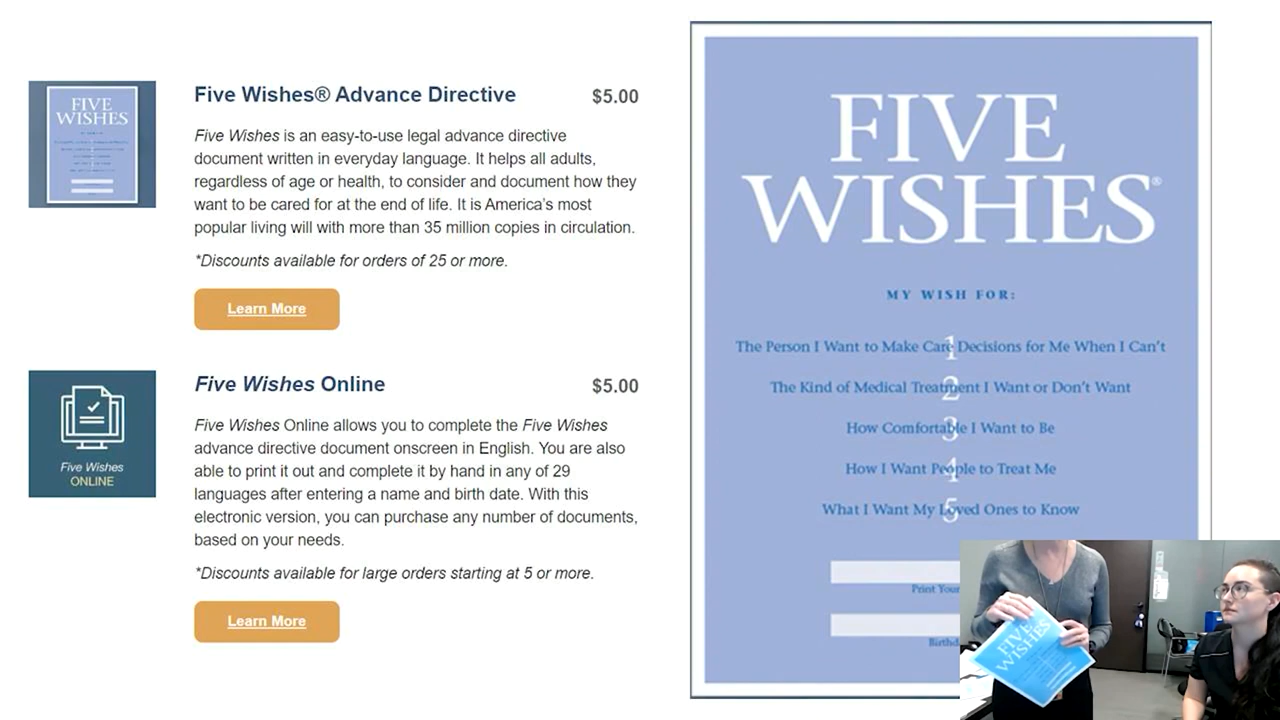 FIVE
WISHES
Five Wishes® Advance Directive
$5.00
Five Wishes is an easy-to-use legal advance directive
document written in everyday language. It helps all adults,
regardless of age or health, to consider and document how they
want to be cared for at the end of life. It is America's most
popular living will with more than 35 million copies in circulation.
*Discounts available for orders of 25 or more.
Learn More
Five Wishes
ONLINE
Five Wishes Online
$5.00
Five Wishes Online allows you to complete the Five Wishes
advance directive document onscreen in English. You are also
able to print it out and complete it by hand in any of 29
languages after entering a name and birth date. With this
electronic version, you can purchase any number of documents,
based on your needs.
*Discounts available for large orders starting at 5 or more.
Learn More
FIVE
WISHES®
MY WISH FOR:
1
The Person I Want to Make Care Decisions for Me When I Can't
2
The Kind of Medical Treatment I Want or Don't Want
3
How Comfortable I Want to Be
4
How I Want People to Treat Me
5
What I Want My Loved Ones to Know
Print Your
Birthd
FIVE
WISHES